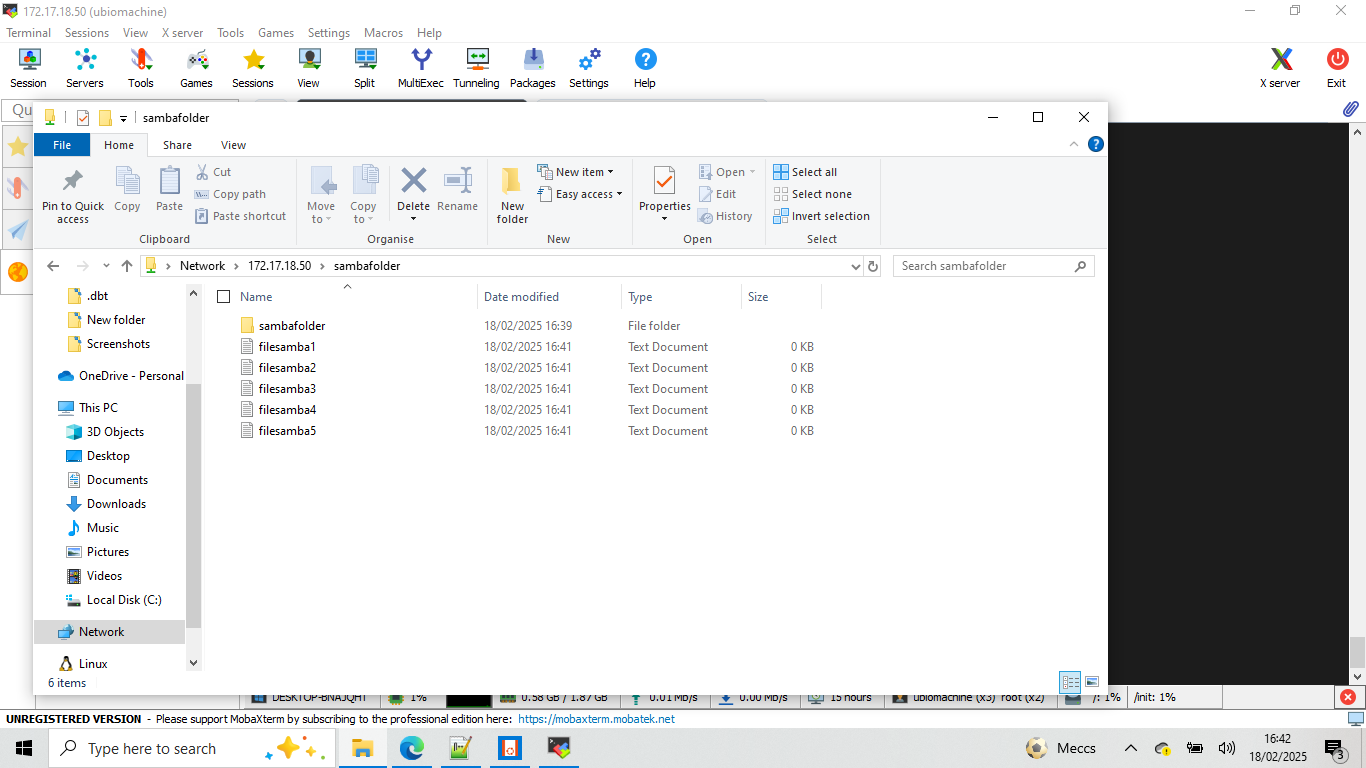 172.17.18.50 (ubiomachine)
Terminal Sessions View X server Tools Games Settings Macros Help
Session Servers Tools Games Sessions View Split MultiExec Tunneling Packages Settings Help X server Exit
Qu
sambafolder
File Home Share View
Pin to Quick access
Copy
Paste
Cut
Copy path
Paste shortcut
Move to
Copy to
Delete
Rename
New folder
New item
Easy access
Properties
Open
Edit
History
Select all
Select none
Invert selection
Clipboard Organise New Open Select
Network > 172.17.18.50 > sambafolder
Search sambafolder
.dbt
New folder
Screenshots
OneDrive - Personal
This PC
3D Objects
Desktop
Documents
Downloads
Music
Pictures
Videos
Local Disk (C:)
Network
Linux
Name Date modified Type Size
sambafolder 18/02/2025 16:39 File folder
filesamba1 18/02/2025 16:41 Text Document 0 KB
filesamba2 18/02/2025 16:41 Text Document 0 KB
filesamba3 18/02/2025 16:41 Text Document 0 KB
filesamba4 18/02/2025 16:41 Text Document 0 KB
filesamba5 18/02/2025 16:41 Text Document 0 KB
6 items
DESKTOP-BNAJQHT 1% 0.58 GB / 1.87 GB 0.01 Mb/s 0.00 Mb/s 15 hours ubiomachine (x3) root (x2) /: 1% /init: 1%
UNREGISTERED VERSION - Please support MobaXterm by subscribing to the professional edition here: https://mobaxterm.mobatek.net
Type here to search
Meccs
16:42
18/02/2025
3